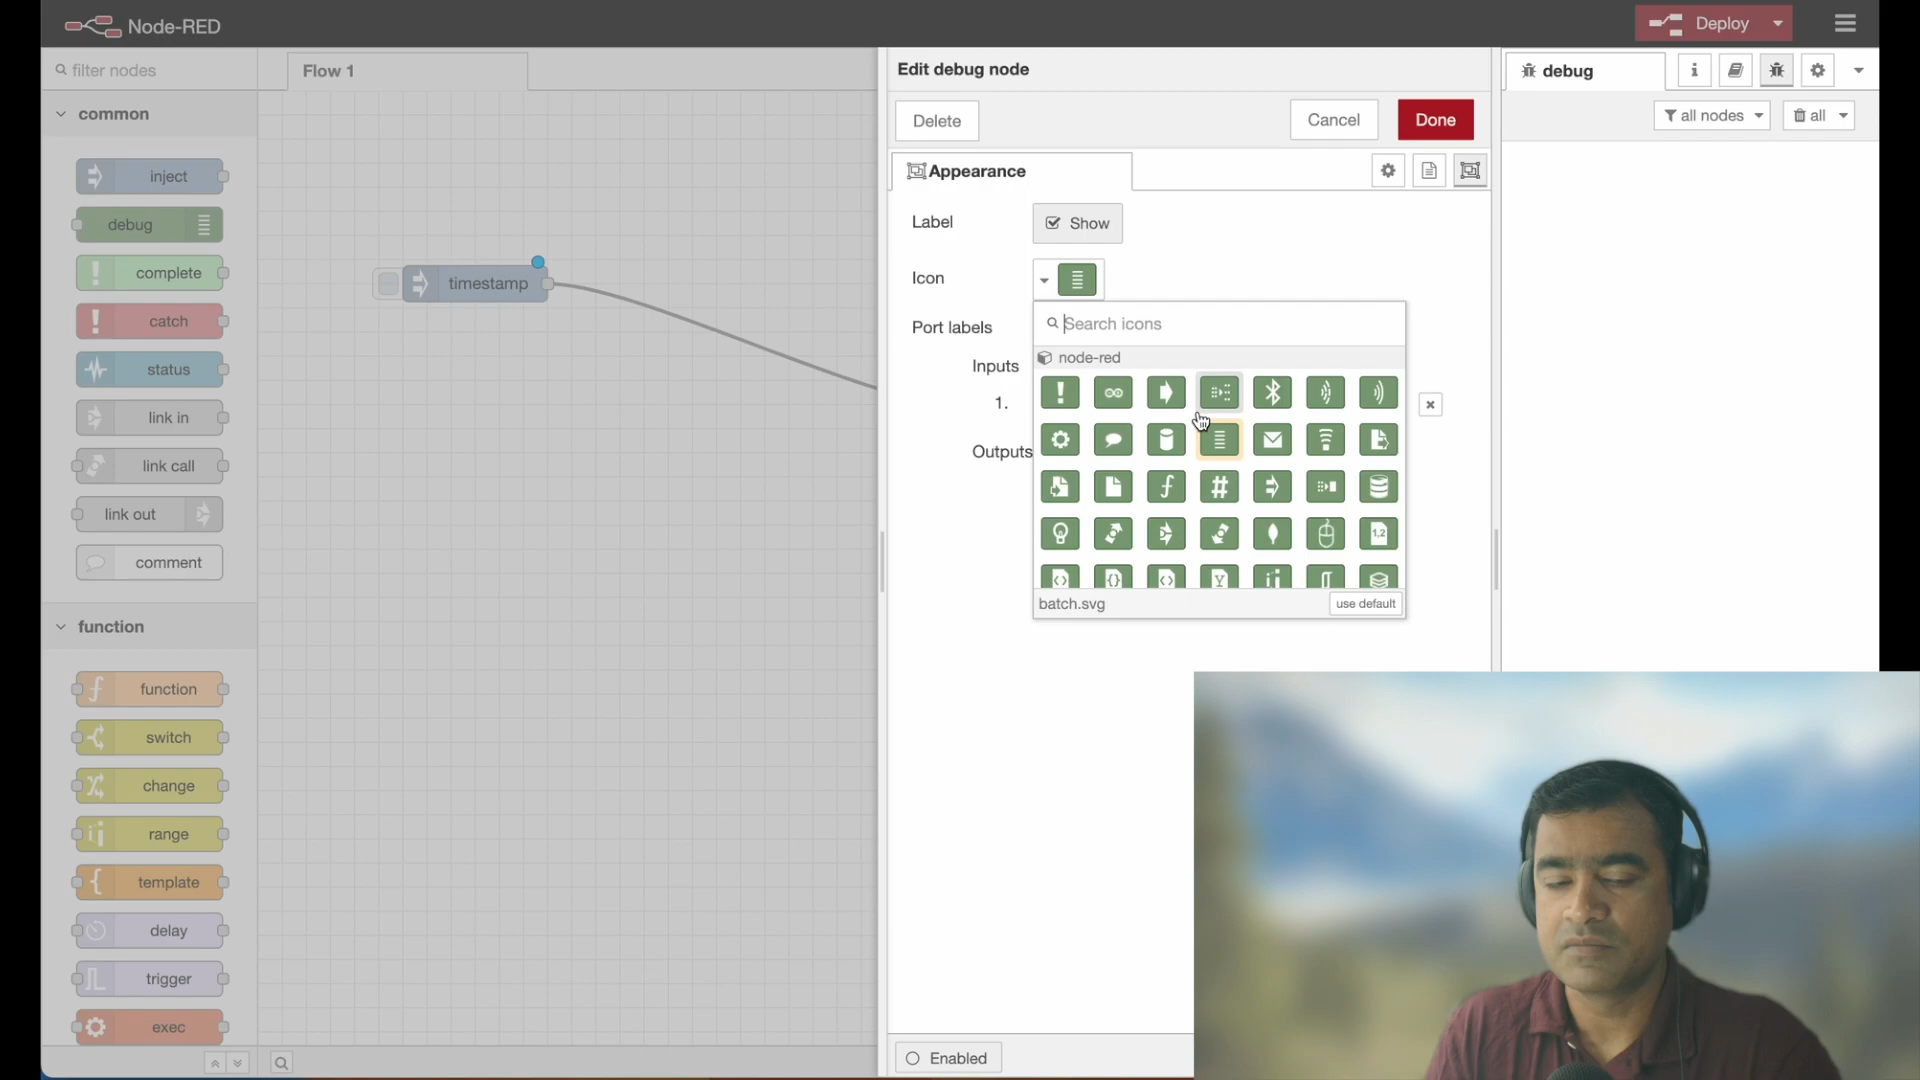 Node-RED
Deploy
filter nodes
Flow 1
Edit debug node
debug
i
common
Delete
Cancel
Done
all nodes
all
inject
Appearance
debug
Label
Show
complete
timestamp
Icon
catch
Port labels
Search icons
node-red
status
Inputs
1.
link in
Outputs
link call
link out
comment
batch.svg
use default
function
function
switch
change
range
template
delay
trigger
exec
Enabled